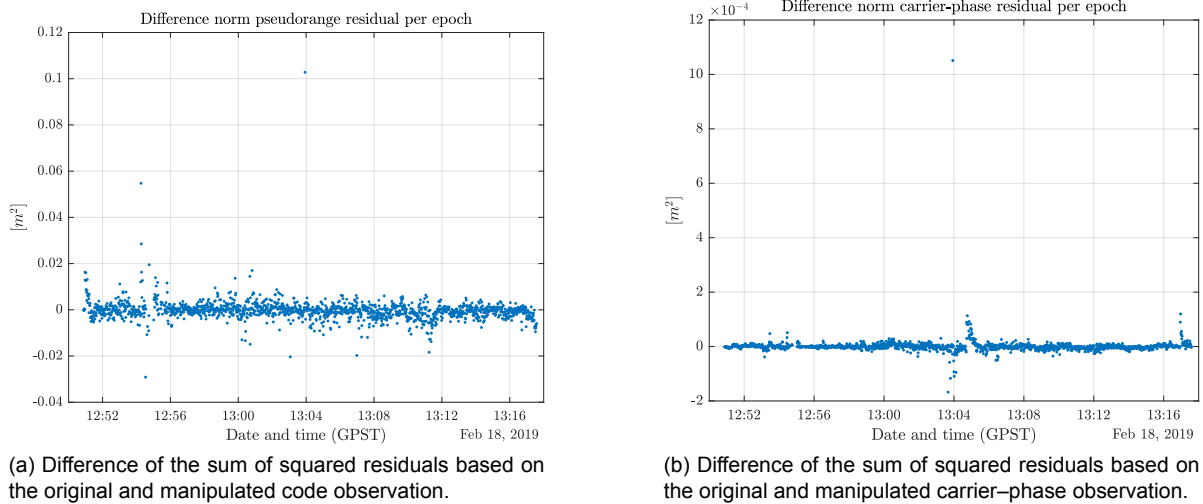 Difference norm pseudorange residual per epoch
0.12
0.1
0.08
0.06
0.04
0.02
0
-0.02
-0.04
[m²]
12:52 12:56 13:00 13:04 13:08 13:12 13:16
Date and time (GPST)
Feb 18, 2019
(a) Difference of the sum of squared residuals based on
the original and manipulated code observation.
Difference norm carrier-phase residual per epoch
×10⁻⁴
12
10
8
6
4
2
0
-2
[m²]
12:52 12:56 13:00 13:04 13:08 13:12 13:16
Date and time (GPST)
Feb 18, 2019
(b) Difference of the sum of squared residuals based on
the original and manipulated carrier–phase observation.